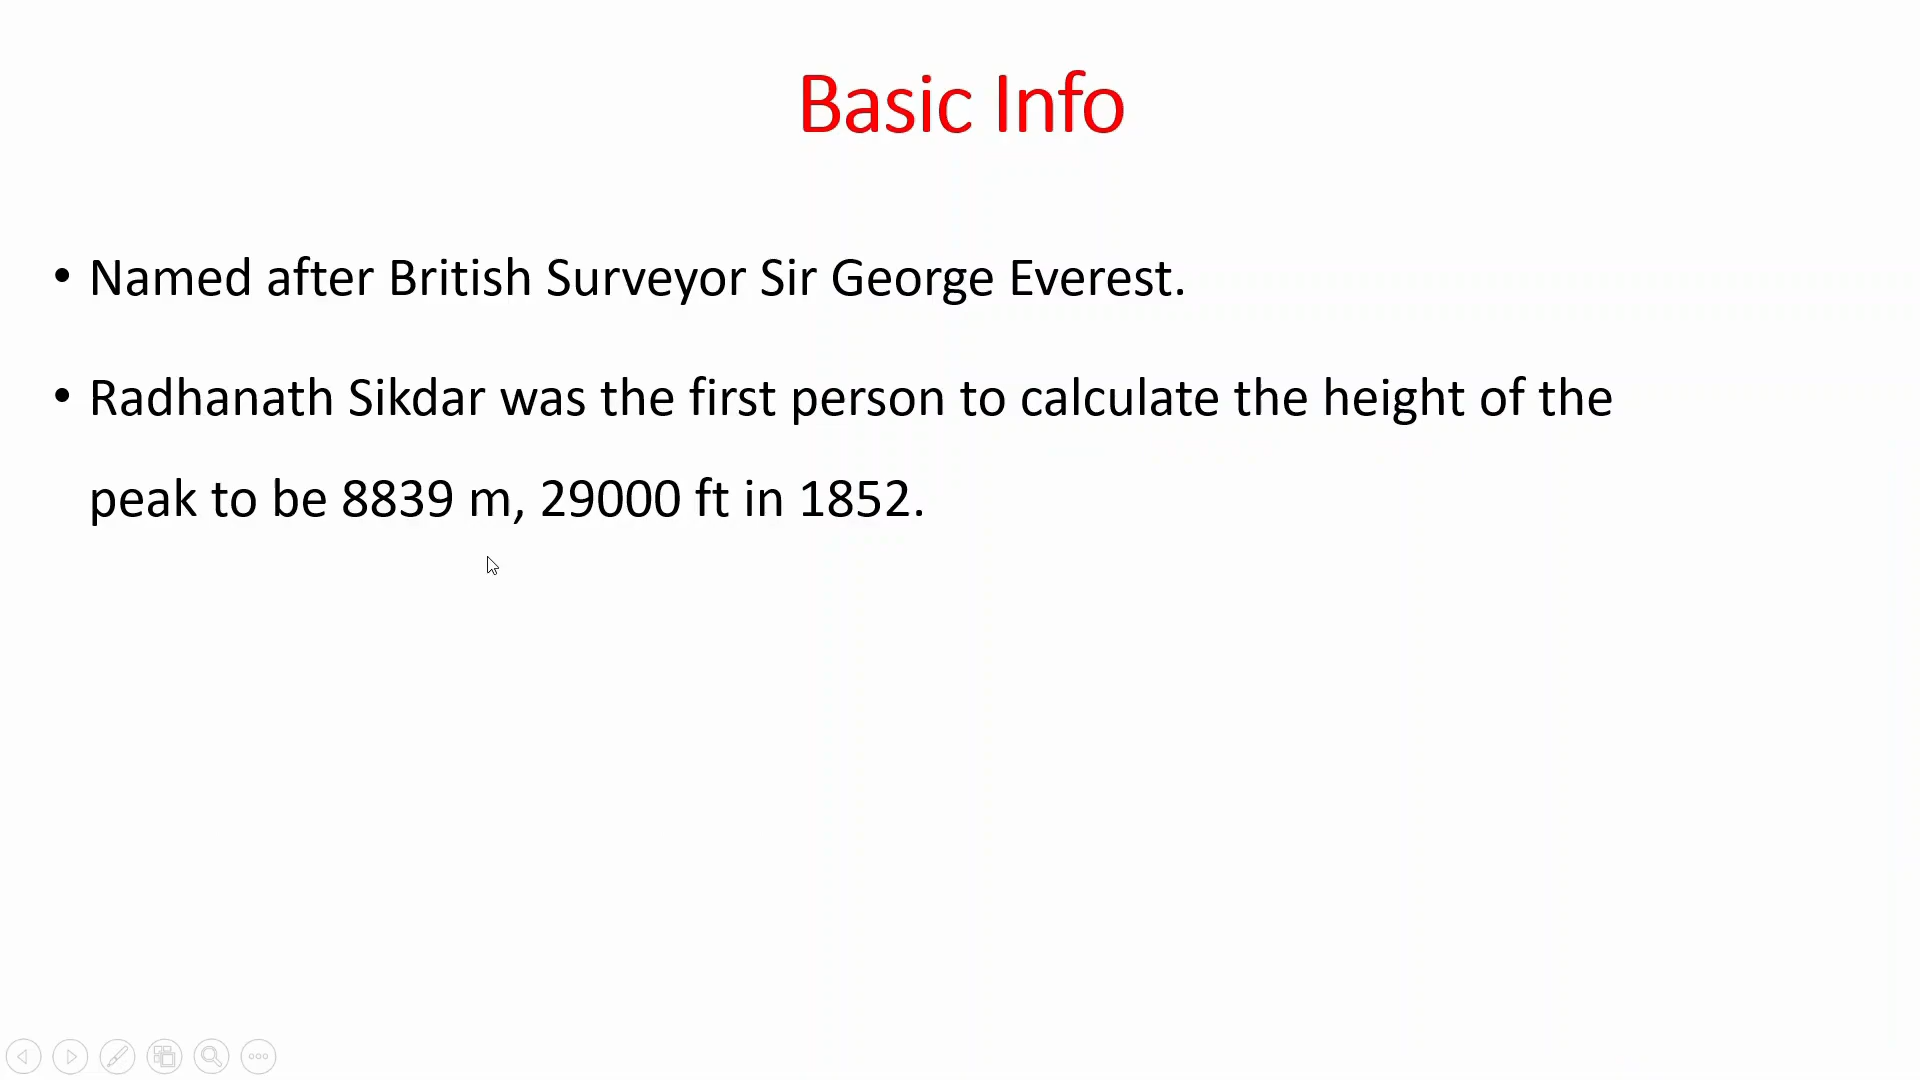 Basic Info
• Named after British Surveyor Sir George Everest.
• Radhanath Sikdar was the first person to calculate the height of the
peak to be 8839 m, 29000 ft in 1852.